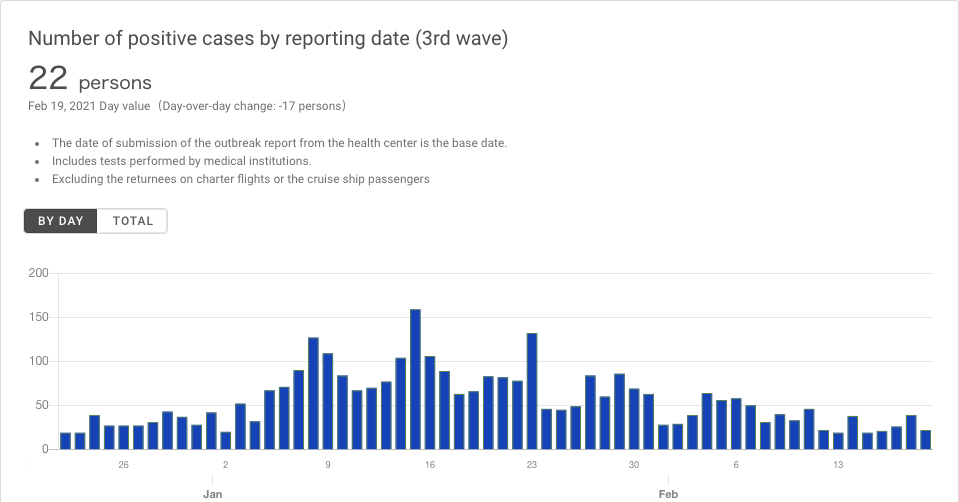 Number of positive cases by reporting date (3rd wave)
22 persons
Feb 19, 2021 Day value（Day-over-day change: -17 persons）
• The date of submission of the outbreak report from the health center is the base date.
• Includes tests performed by medical institutions.
• Excluding the returnees on charter flights or the cruise ship passengers
BY DAY TOTAL
200
150
100
50
0
26 2 9 16 23 30 6 13
Jan Feb